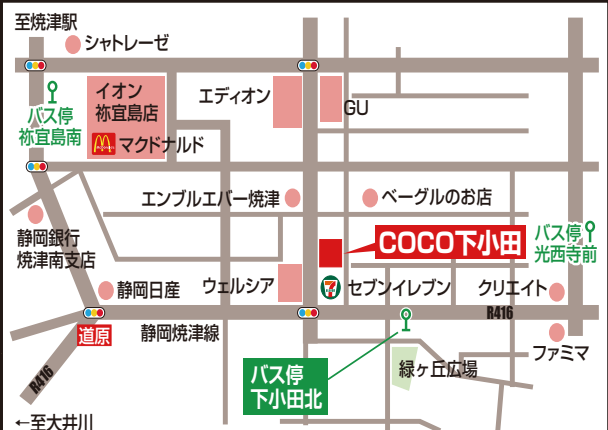 至焼津駅
シャトレーゼ
イオン
祢宜島店
マクドナルド
バス停
祢宜島南
エディオン
GU
エンブルエバー焼津
ベーグルのお店
静岡銀行
焼津南支店
COCO下小田
バス停
光西寺前
静岡日産
ウェルシア
セブンイレブン
クリエイト
R416
道原
静岡焼津線
ファミマ
バス停
下小田北
緑ヶ丘広場
R416
←至大井川